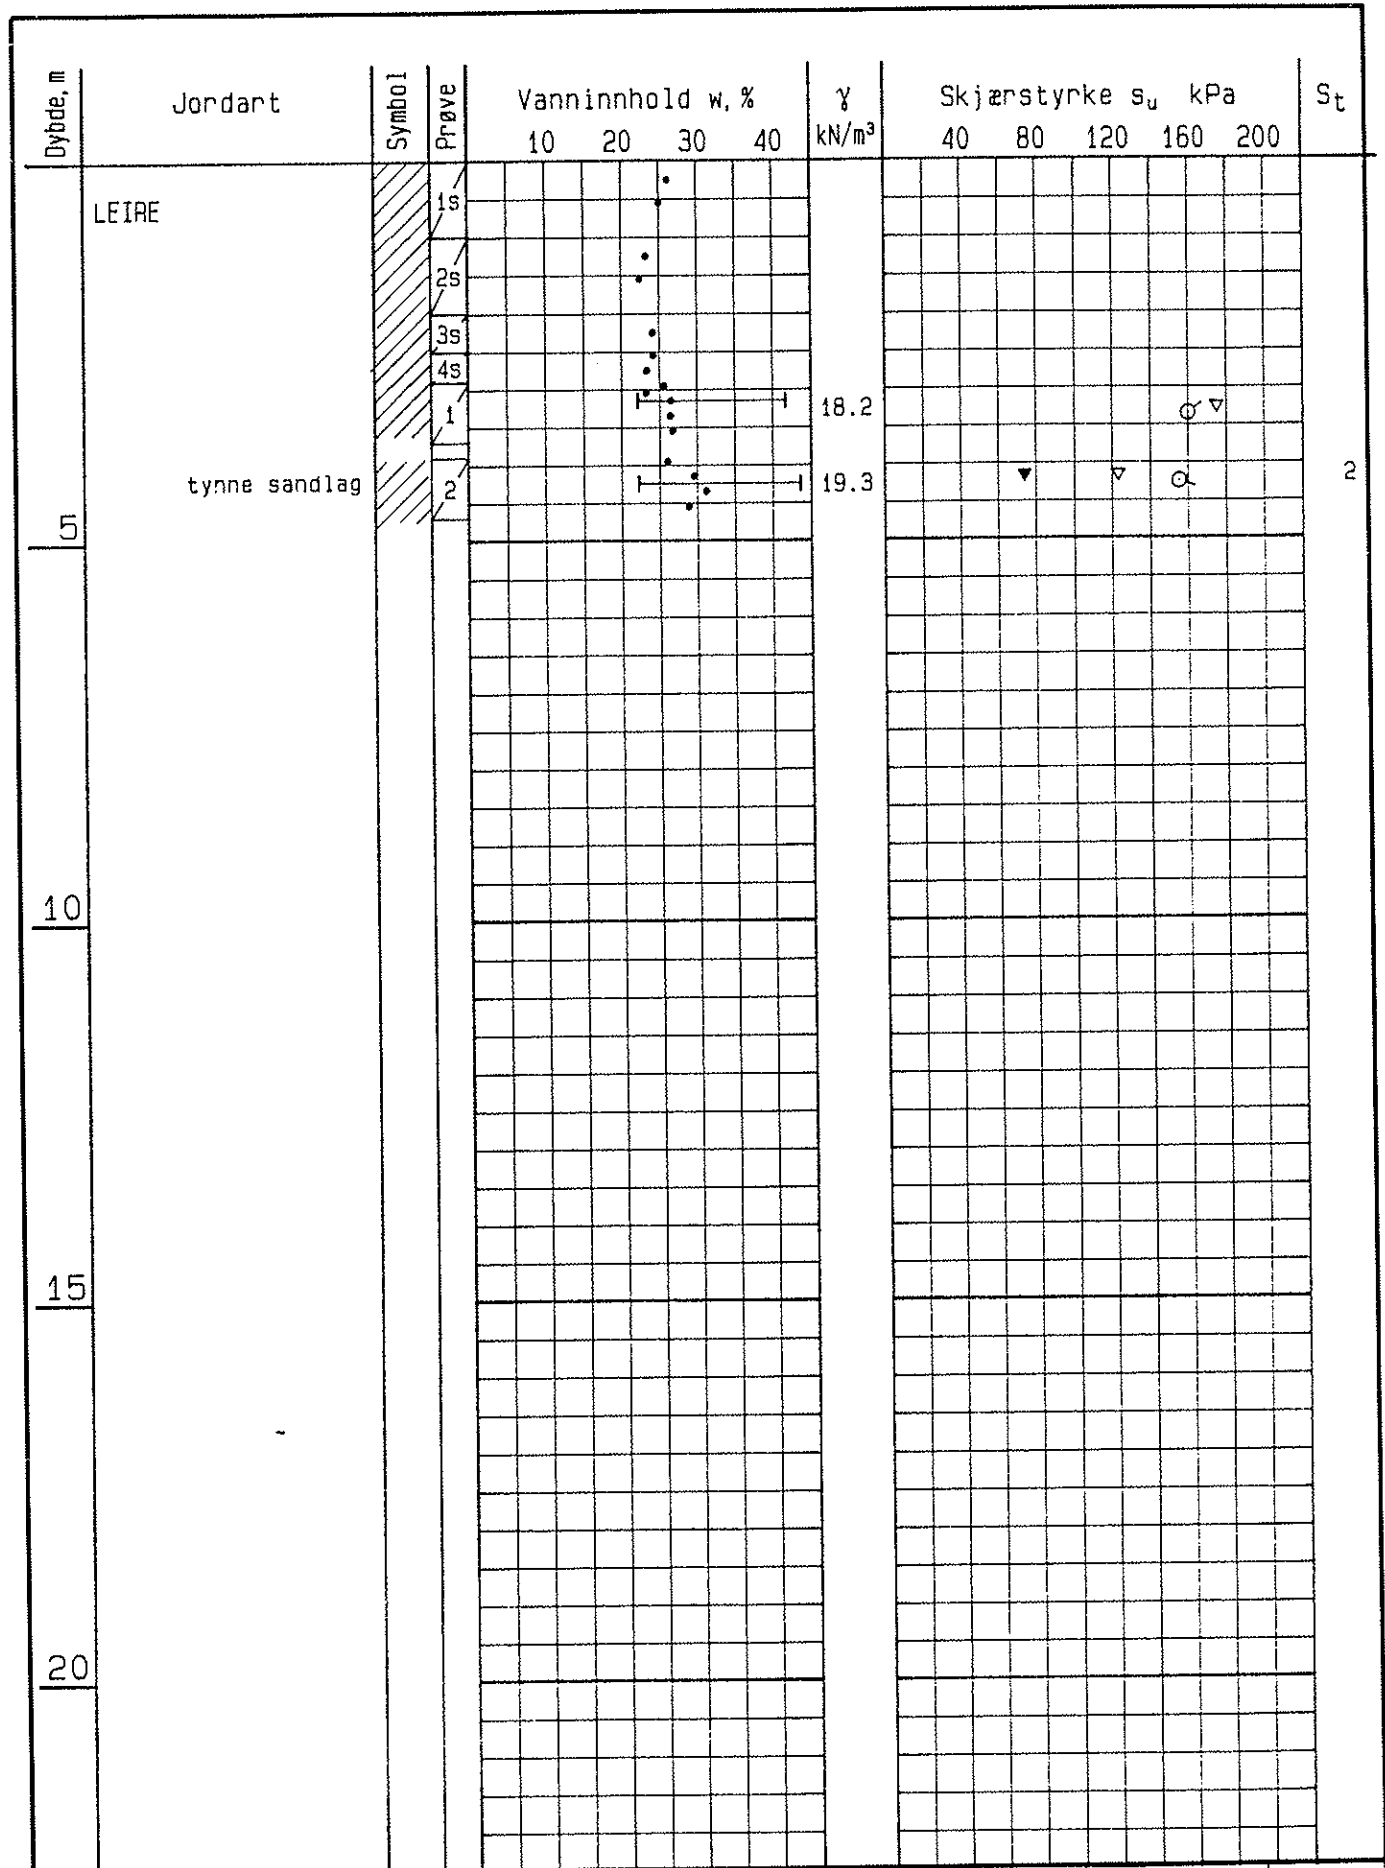 Dybde, m
Jordart
Symbol
Prøve
Vanninnhold w, %
10 20 30 40
γ
kN/m³
Skjærstyrke su kPa
40 80 120 160 200
St
LEIRE
1s
2s
3s
4s
1
18.2
tynne sandlag
2
19.3
2
5
10
15
20